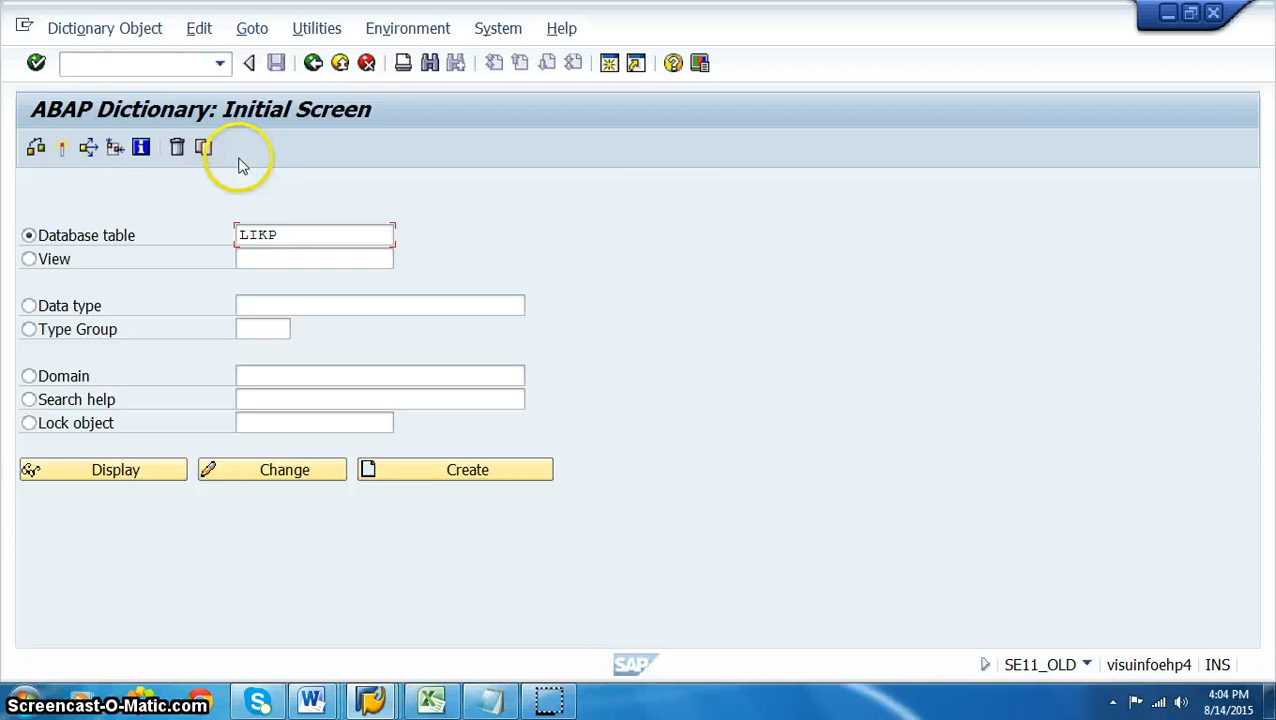 Dictionary Object Edit Goto Utilities Environment System Help
ABAP Dictionary: Initial Screen
Database table LIKP
View
Data type
Type Group
Domain
Search help
Lock object
Display Change Create
SAP SE11_OLD visuinfoehp4 INS
Screencast-O-Matic.com
4:04 PM
8/14/2015